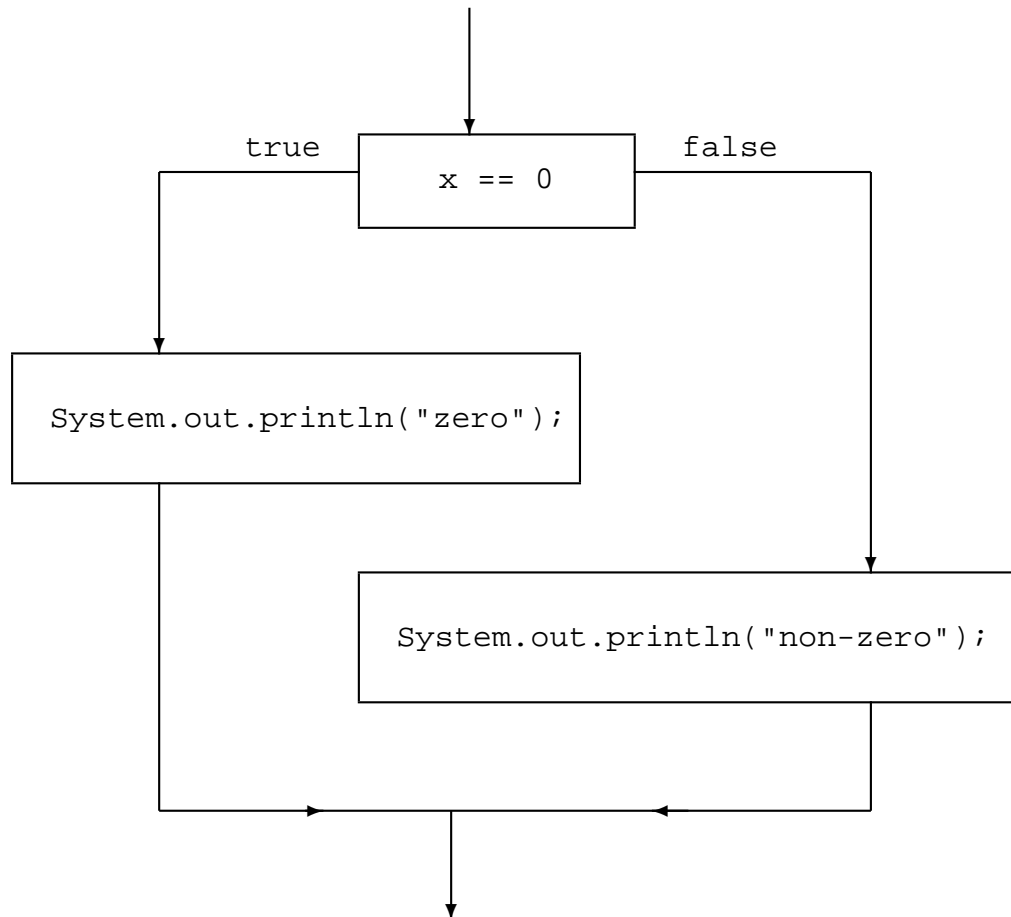 true
false
x == 0
System.out.println("zero");
System.out.println("non-zero");